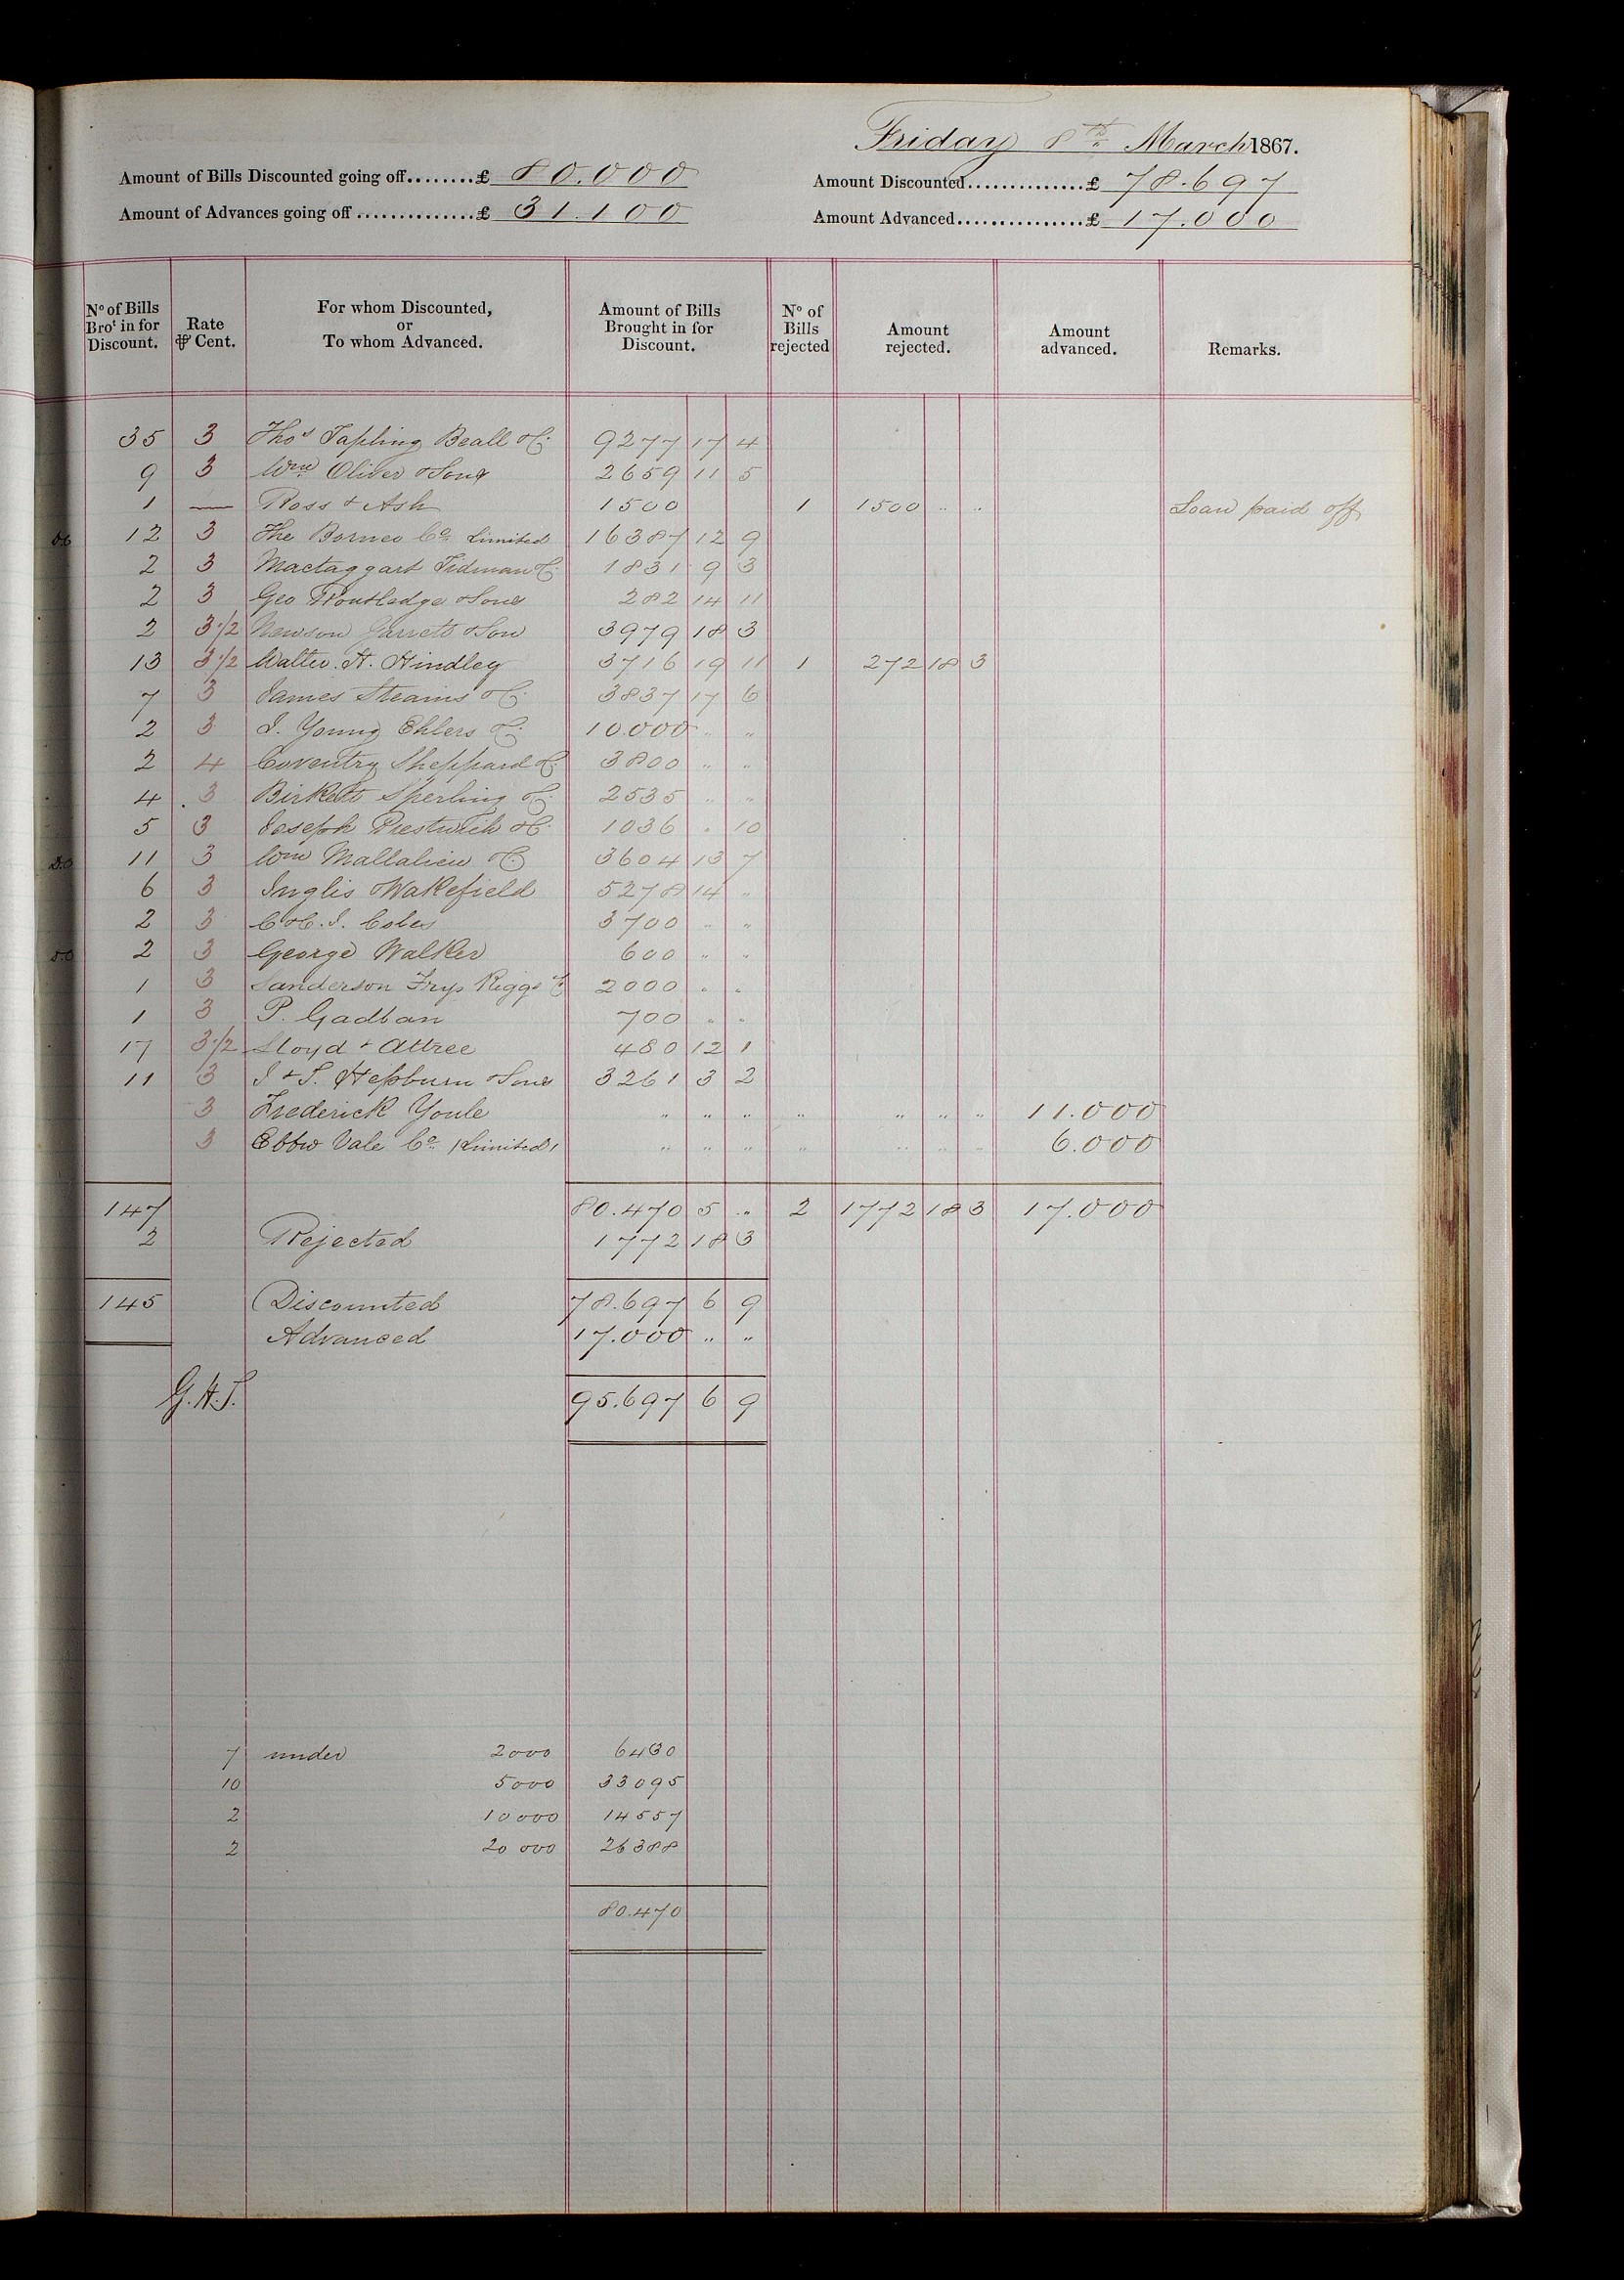 Friday 8th March 1867.
Amount of Bills Discounted going off........£ 80.000 Amount Discounted..............£ 78.697
Amount of Advances going off..............£ 31.100 Amount Advanced...............£ 17.000
No of Bills Brot in for Discount. Rate ⅌ Cent. For whom Discounted, or To whom Advanced. Amount of Bills Brought in for Discount. No of Bills rejected Amount rejected. Amount advanced. Remarks.
35 3 Thos Tapling Beall & Co 9277 17 4
9 3 Wm Oliver & Sons 2659 11 5
1 — Ross & Ash 1500 1 1500 " " Loan paid off
12 3 The Borneo Co Limited 16387 12 9
2 3 Mactaggart Tidman & Co 1831 9 3
2 3 Geo Routledge & Sons 282 14 11
2 3 1/2 Newson Garrett & Son 3979 18 3
13 3 1/2 Walter H. Hindley 3716 19 11 1 272 18 3
7 3 James Steains & Co 3837 17 6
2 3 I. Young Ehlers & Co 10.000 " "
2 4 Coventry Sheppard & Co 3800 " "
4 3 Birkett Sperling & Co 2535 " "
5 3 Joseph Prestwich & Co 1036 " 10
11 3 Wm Mallalieu & Co 3604 13 7
6 3 Inglis & Wakefield 5278 14 "
2 3 C & C. I. Coles 3700 " "
2 3 George Walker 600 " "
1 3 Sanderson Frys Riggs & Co 2000 " "
1 3 P. Gadban 700 " "
17 3 1/2 Lloyd & Attree 480 12 1
11 3 I & T. Hepburn & Sons 3261 3 2
3 Frederick Youle " " " " " " " 11.000
3 Ebbw Vale Co (Limited) " " " " " " " 6.000
147 80.470 5 " 2 1772 18 3 17.000
2 Rejected 1772 18 3
145 Discounted 78.697 6 9
Advanced 17.000 " "
G.H.T. 95.697 6 9
7 under 2000 6430
10 5000 33095
2 10000 14557
2 20 000 26388
80.470